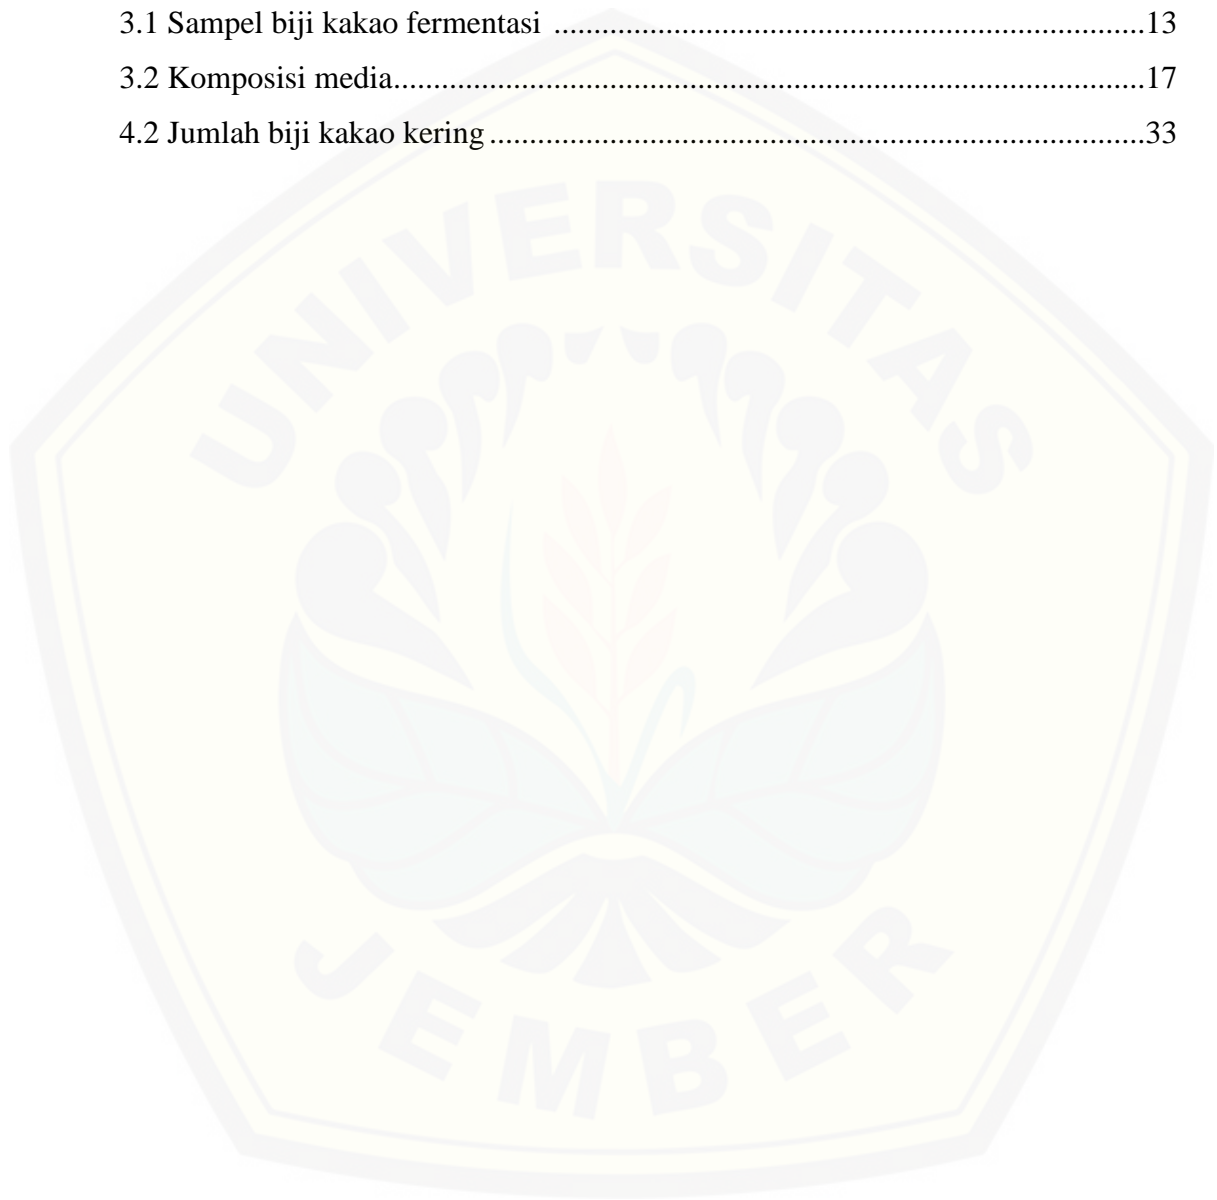 3.1 Sampel biji kakao fermentasi ..........................................................................13
3.2 Komposisi media..............................................................................................17
4.2 Jumlah biji kakao kering..................................................................................33
UNIVERSITAS
JEMBER